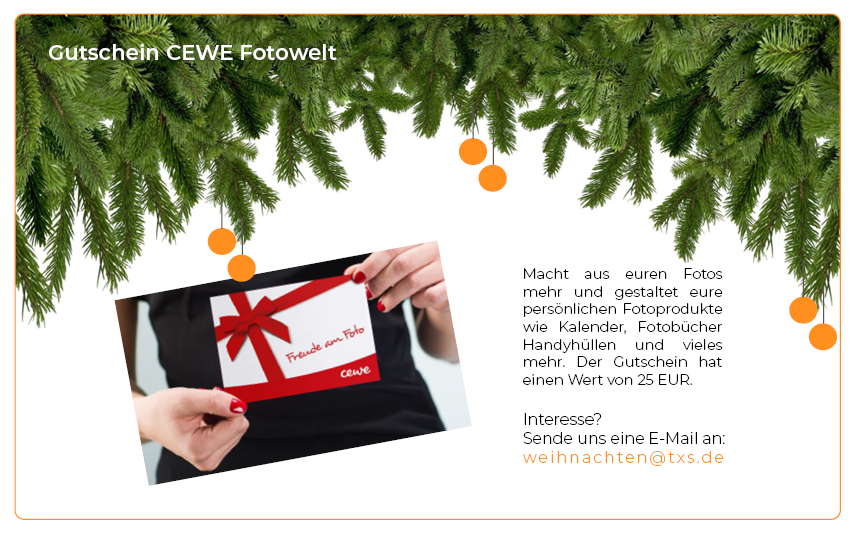 Gutschein CEWE Fotowelt
Freude am Foto
cewe
Macht aus euren Fotos
mehr und gestaltet eure
persönlichen Fotoprodukte
wie Kalender, Fotobücher
Handyhüllen und vieles
mehr. Der Gutschein hat
einen Wert von 25 EUR.
Interesse?
Sende uns eine E-Mail an:
weihnachten@txs.de